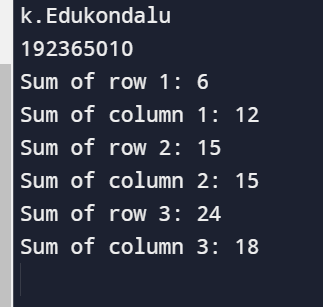 k.Edukondalu
192365010
Sum of row 1: 6
Sum of column 1: 12
Sum of row 2: 15
Sum of column 2: 15
Sum of row 3: 24
Sum of column 3: 18